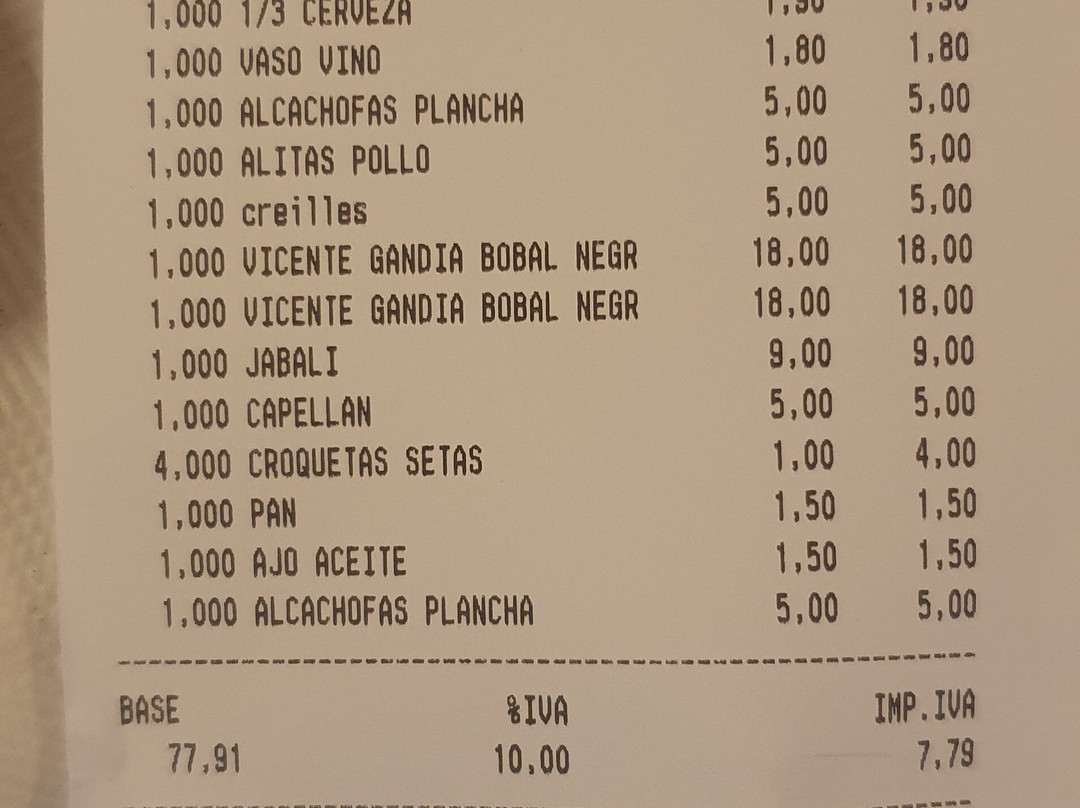 1,000 1/3 CERVEZA
1,000 VASO VINO 1,80 1,80
1,000 ALCACHOFAS PLANCHA 5,00 5,00
1,000 ALITAS POLLO 5,00 5,00
1,000 creilles 5,00 5,00
1,000 VICENTE GANDIA BOBAL NEGR 18,00 18,00
1,000 VICENTE GANDIA BOBAL NEGR 18,00 18,00
1,000 JABALI 9,00 9,00
1,000 CAPELLAN 5,00 5,00
4,000 CROQUETAS SETAS 1,00 4,00
1,000 PAN 1,50 1,50
1,000 AJO ACEITE 1,50 1,50
1,000 ALCACHOFAS PLANCHA 5,00 5,00
BASE %IVA IMP.IVA
77,91 10,00 7,79